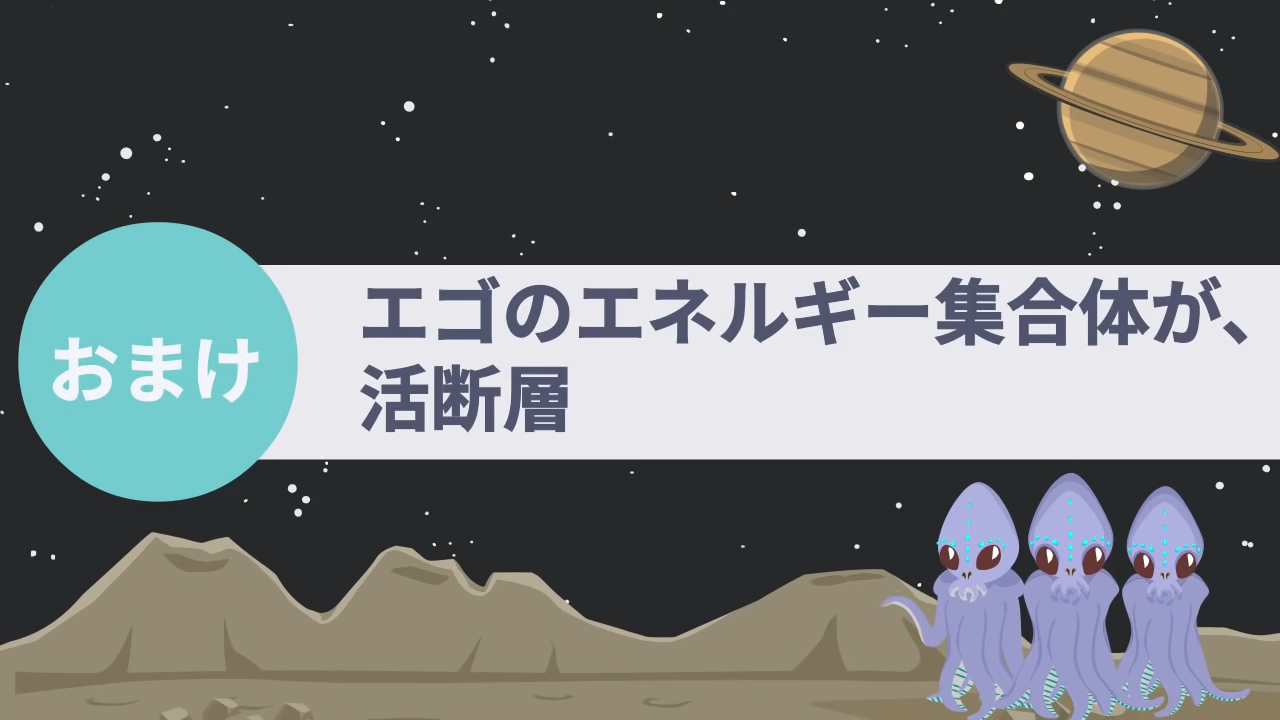 おまけ
エゴのエネルギー集合体が、
活断層